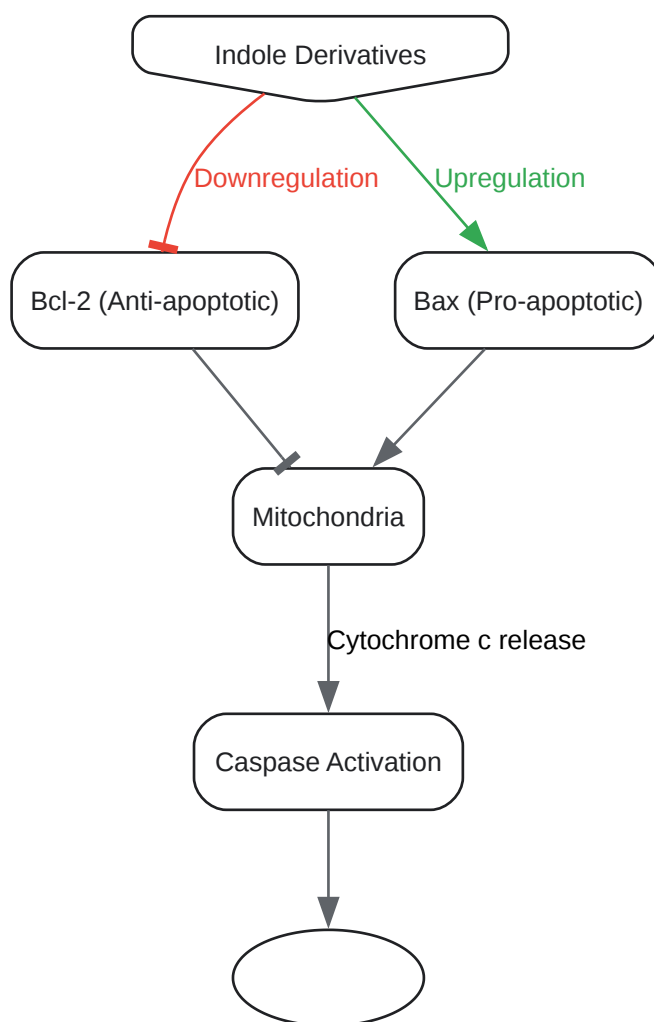 Indole Derivatives
Downregulation
Upregulation
Bcl-2 (Anti-apoptotic)
Bax (Pro-apoptotic)
Mitochondria
Cytochrome c release
Caspase Activation